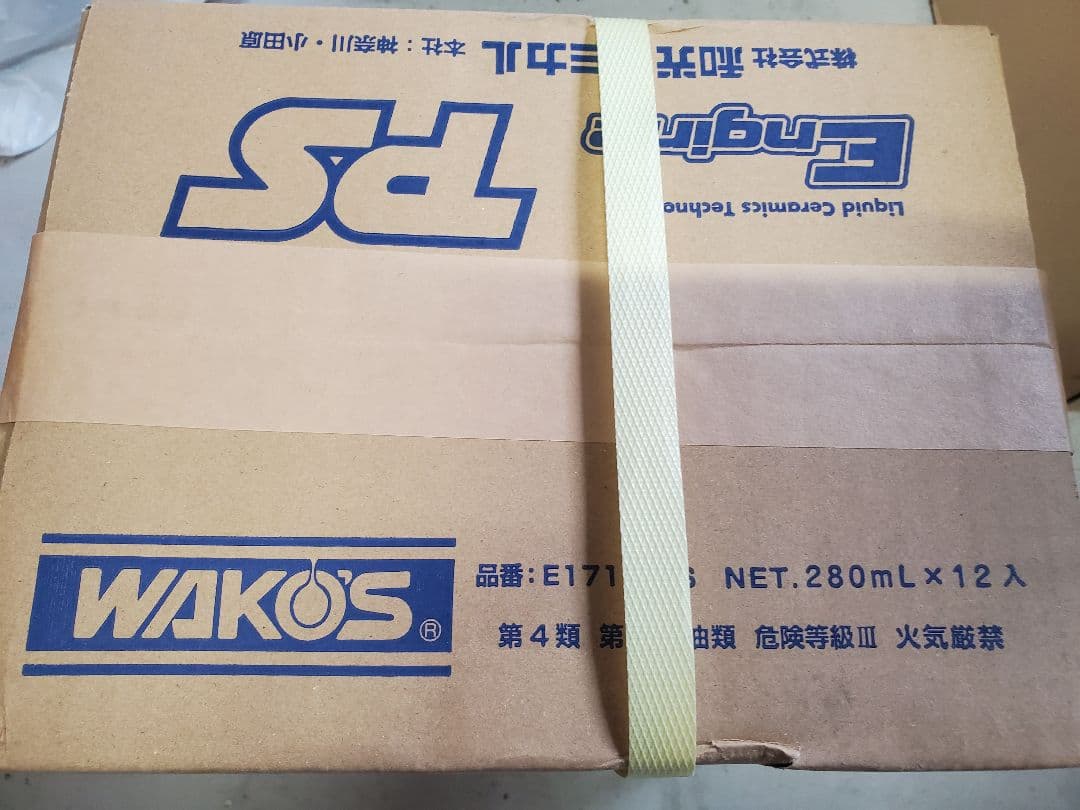 Liquid Ceramics Techno
Engine PS
株式会社 和光 ミカル 本社：神奈川・小田原
WAKO'S®
品番：E171 S NET.280mL×12入
第4類 第 油類 危険等級Ⅲ 火気厳禁